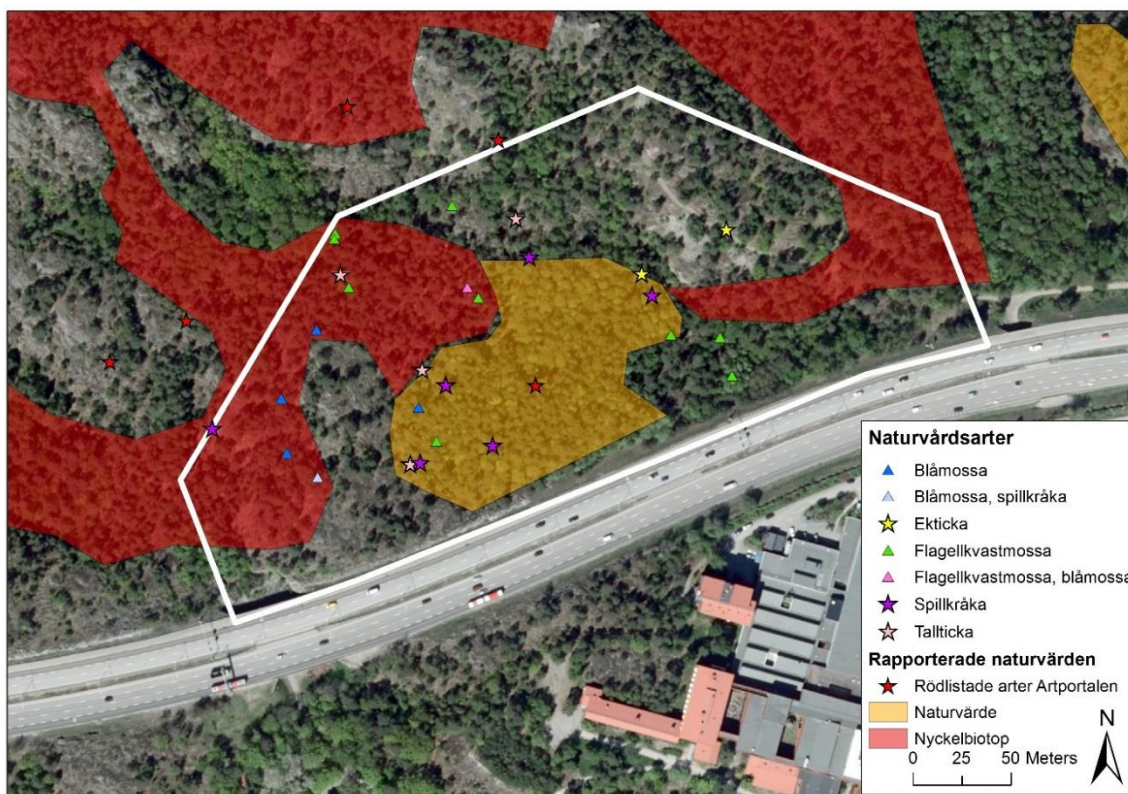 Naturvårdsarter
Blåmossa
Blåmossa, spillkråka
Ekticka
Flagellkvastmossa
Flagellkvastmossa, blåmossa
Spillkråka
Tallticka
Rapporterade naturvärden
Rödlistade arter Artportalen
Naturvärde
Nyckelbiotop
N
0 25 50 Meters